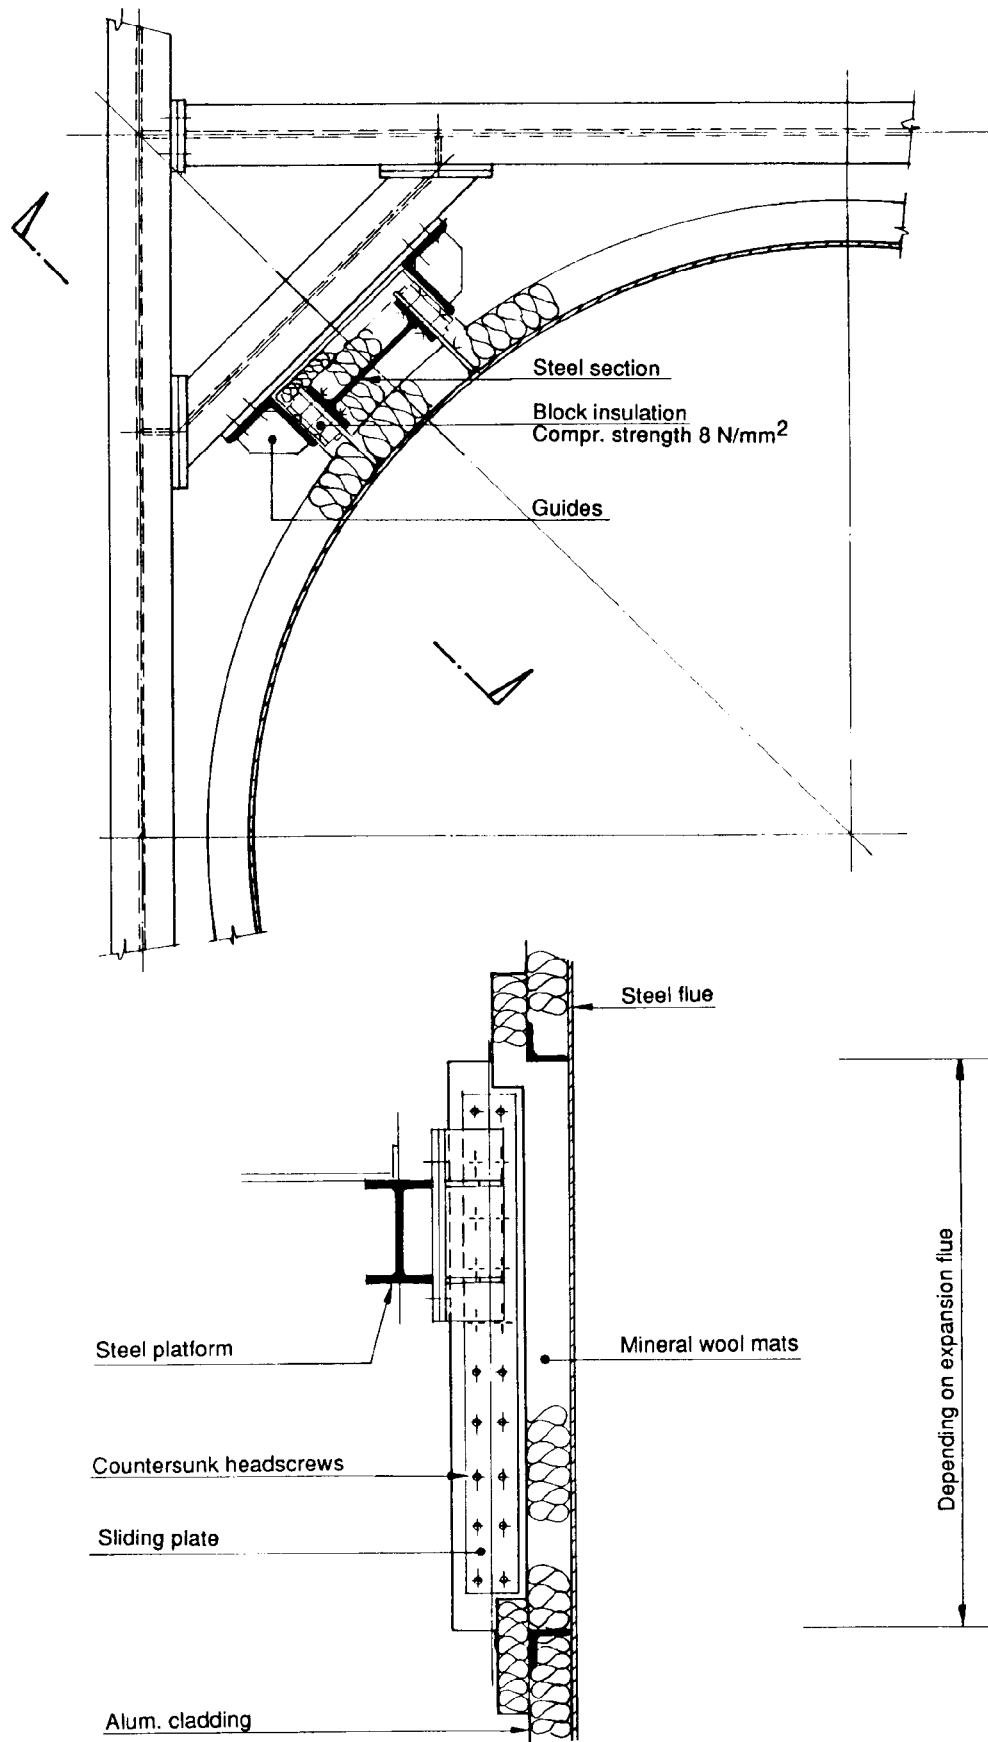 Steel section
Block insulation
Compr. strength 8 N/mm²
Guides
Steel flue
Steel platform
Mineral wool mats
Depending on expansion flue
Countersunk headscrews
Sliding plate
Alum. cladding